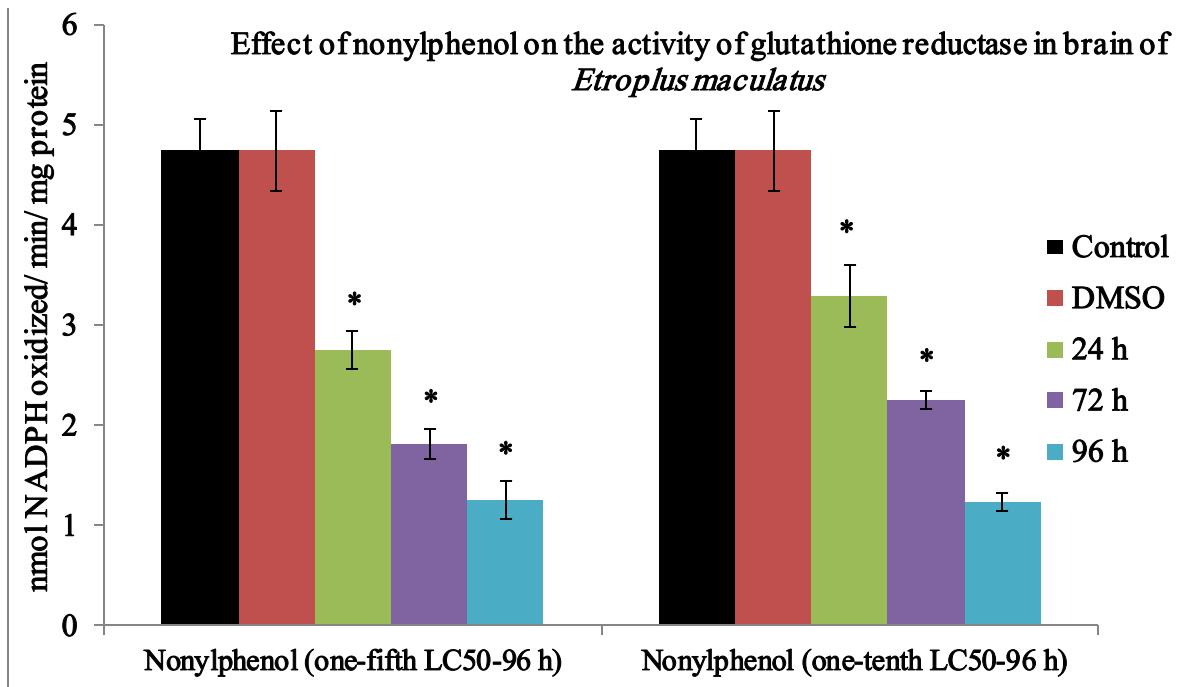 Effect of nonylphenol on the activity of glutathione reductase in brain of
Etroplus maculatus
nmol NADPH oxidized/ min/ mg protein
6
5
4
3
2
1
0
*
*
*
*
*
*
Control
DMSO
24 h
72 h
96 h
Nonylphenol (one-fifth LC50-96 h)
Nonylphenol (one-tenth LC50-96 h)